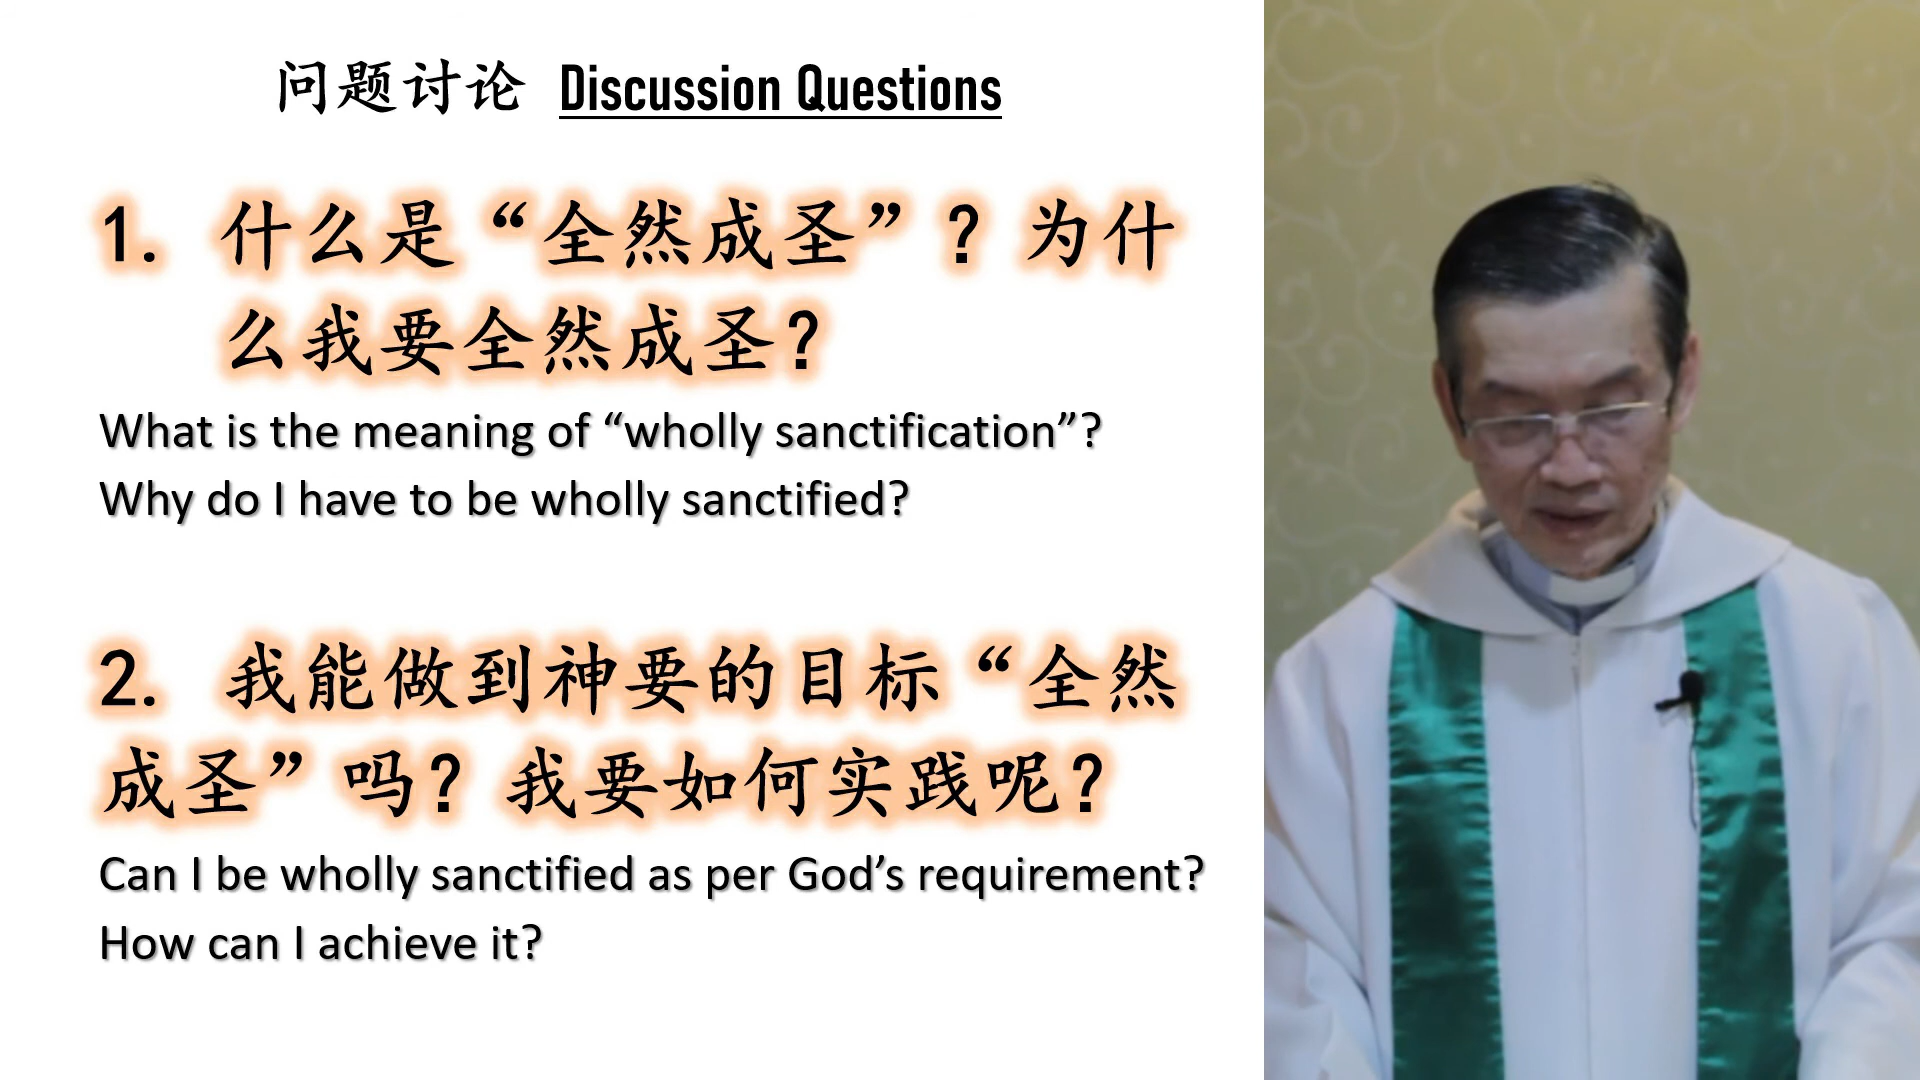 问题讨论 Discussion Questions
1. 什么是“全然成圣”? 为什
么我要全然成圣?
What is the meaning of “wholly sanctification”?
Why do I have to be wholly sanctified?
2. 我能做到神要的目标“全然
成圣”吗? 我要如何实践呢?
Can I be wholly sanctified as per God’s requirement?
How can I achieve it?